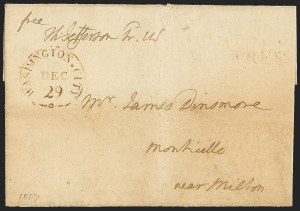 free
Th Jefferson Pr. US
WASHINGTON CITY
DEC
29
FREE
Mr. James Dinsmore
Monticello
near Milton